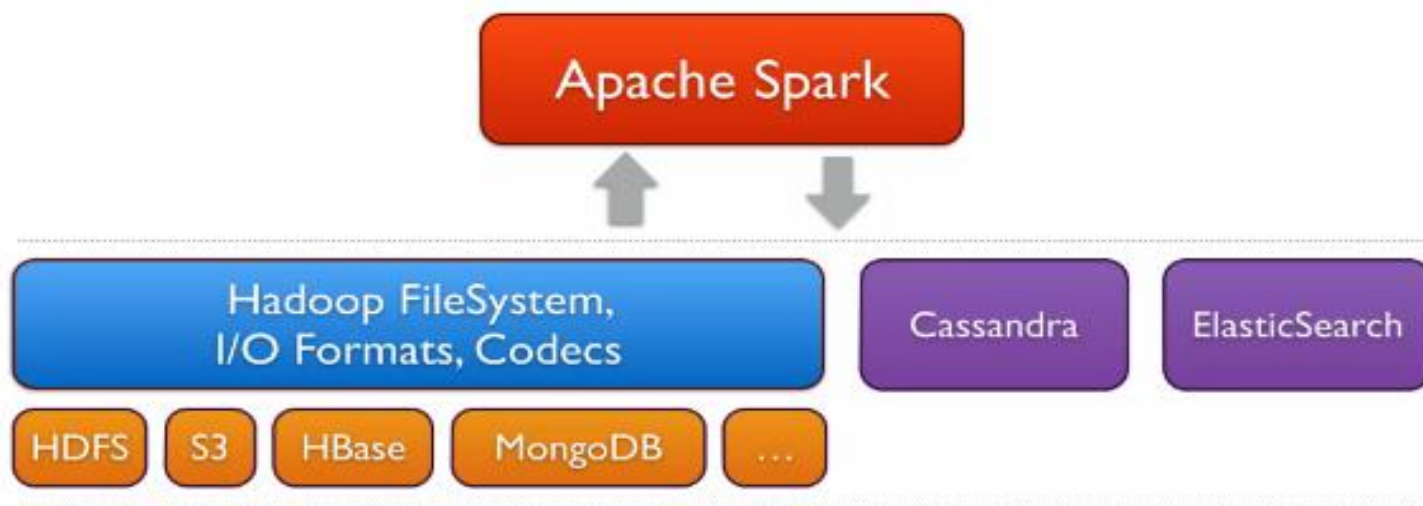 Apache Spark
Hadoop FileSystem,
I/O Formats, Codecs
Cassandra
ElasticSearch
HDFS
S3
HBase
MongoDB
...